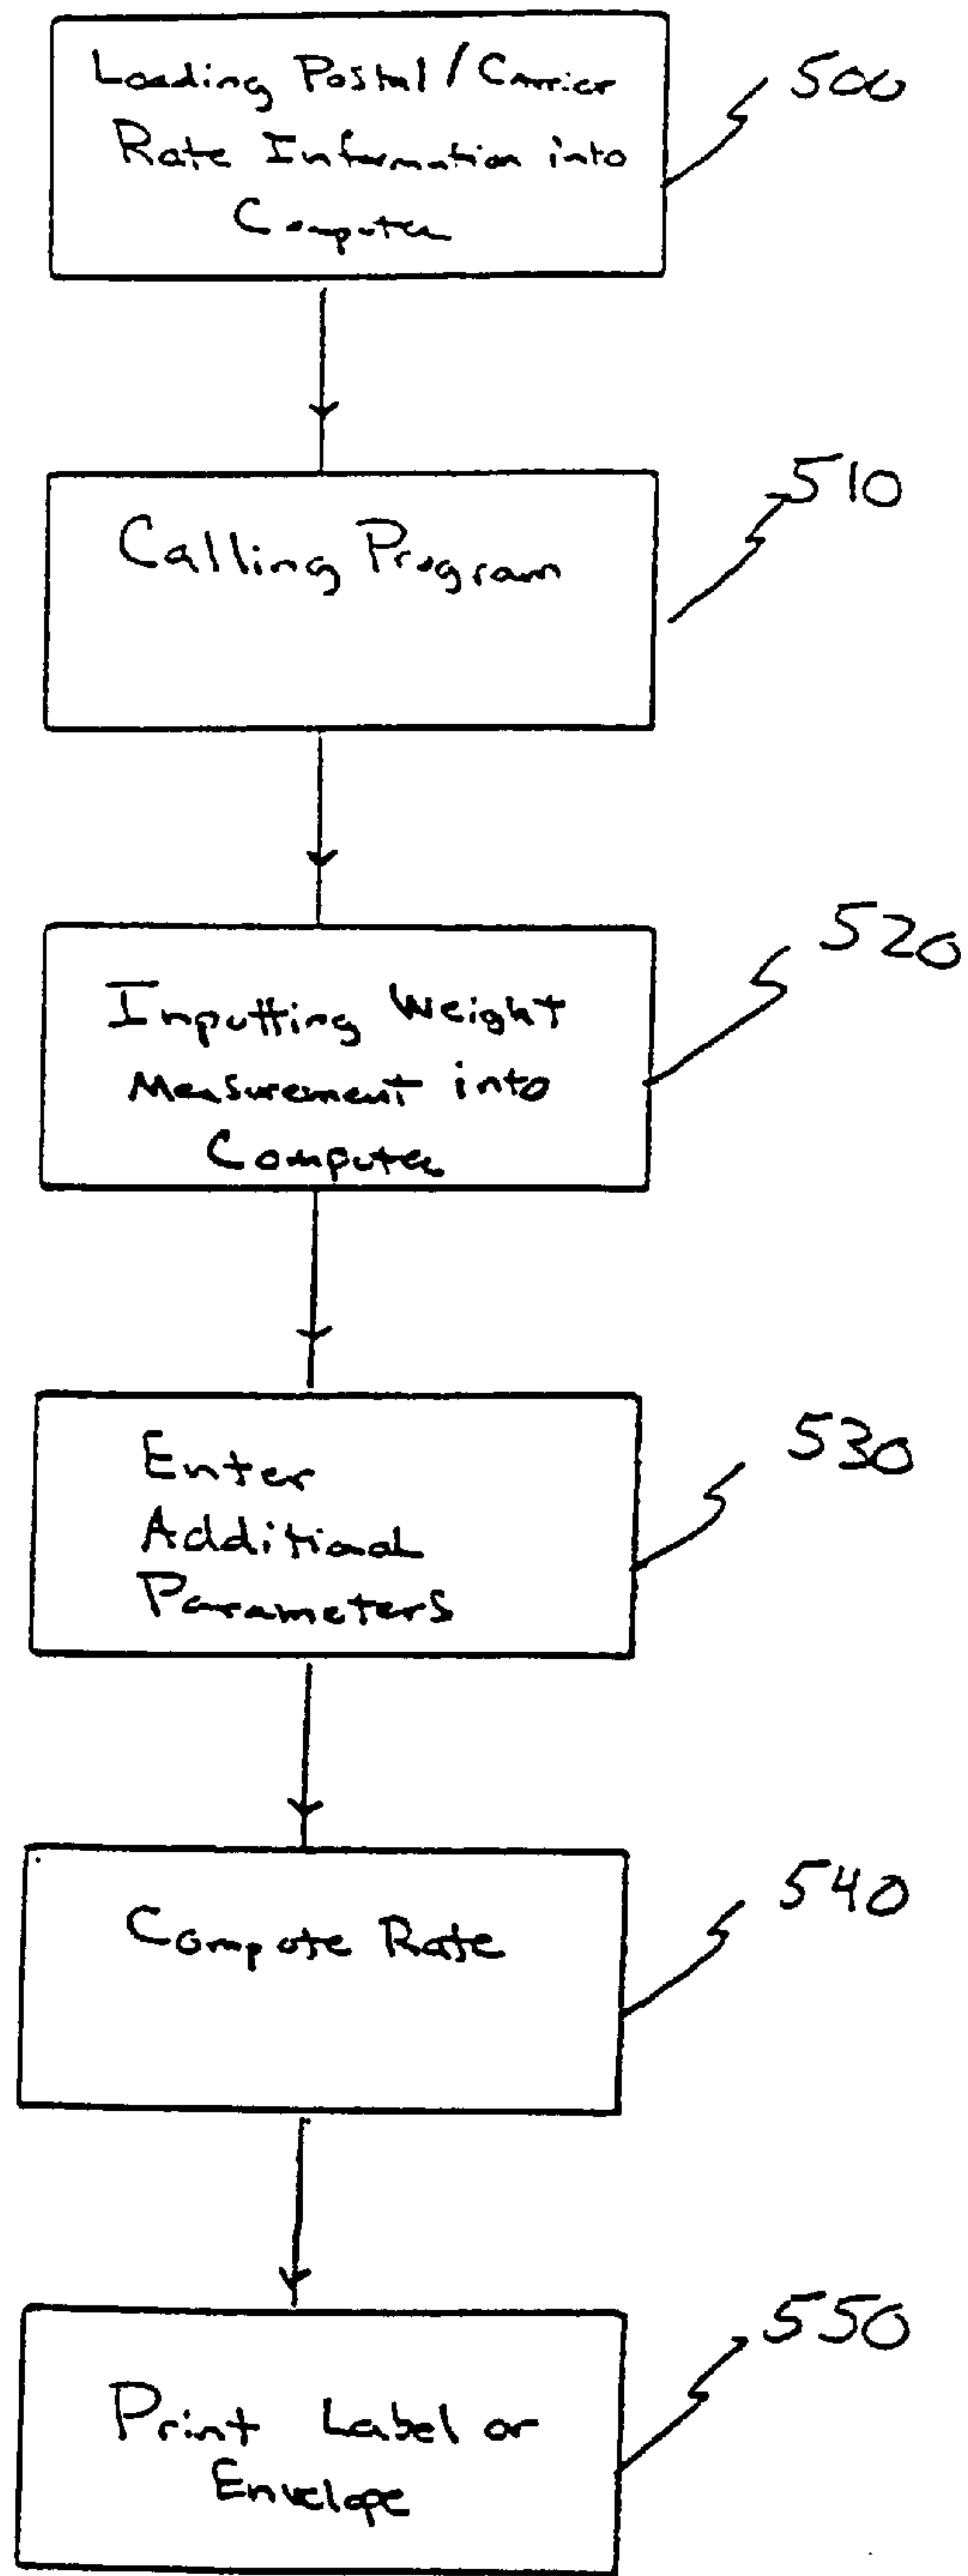 Loading Postal / Carrier
Rate Information into
Computer
500
Calling Program
510
Inputting Weight
Measurement into
Computer
520
Enter
Additional
Parameters
530
Compute Rate
540
Print Label or
Envelope
550